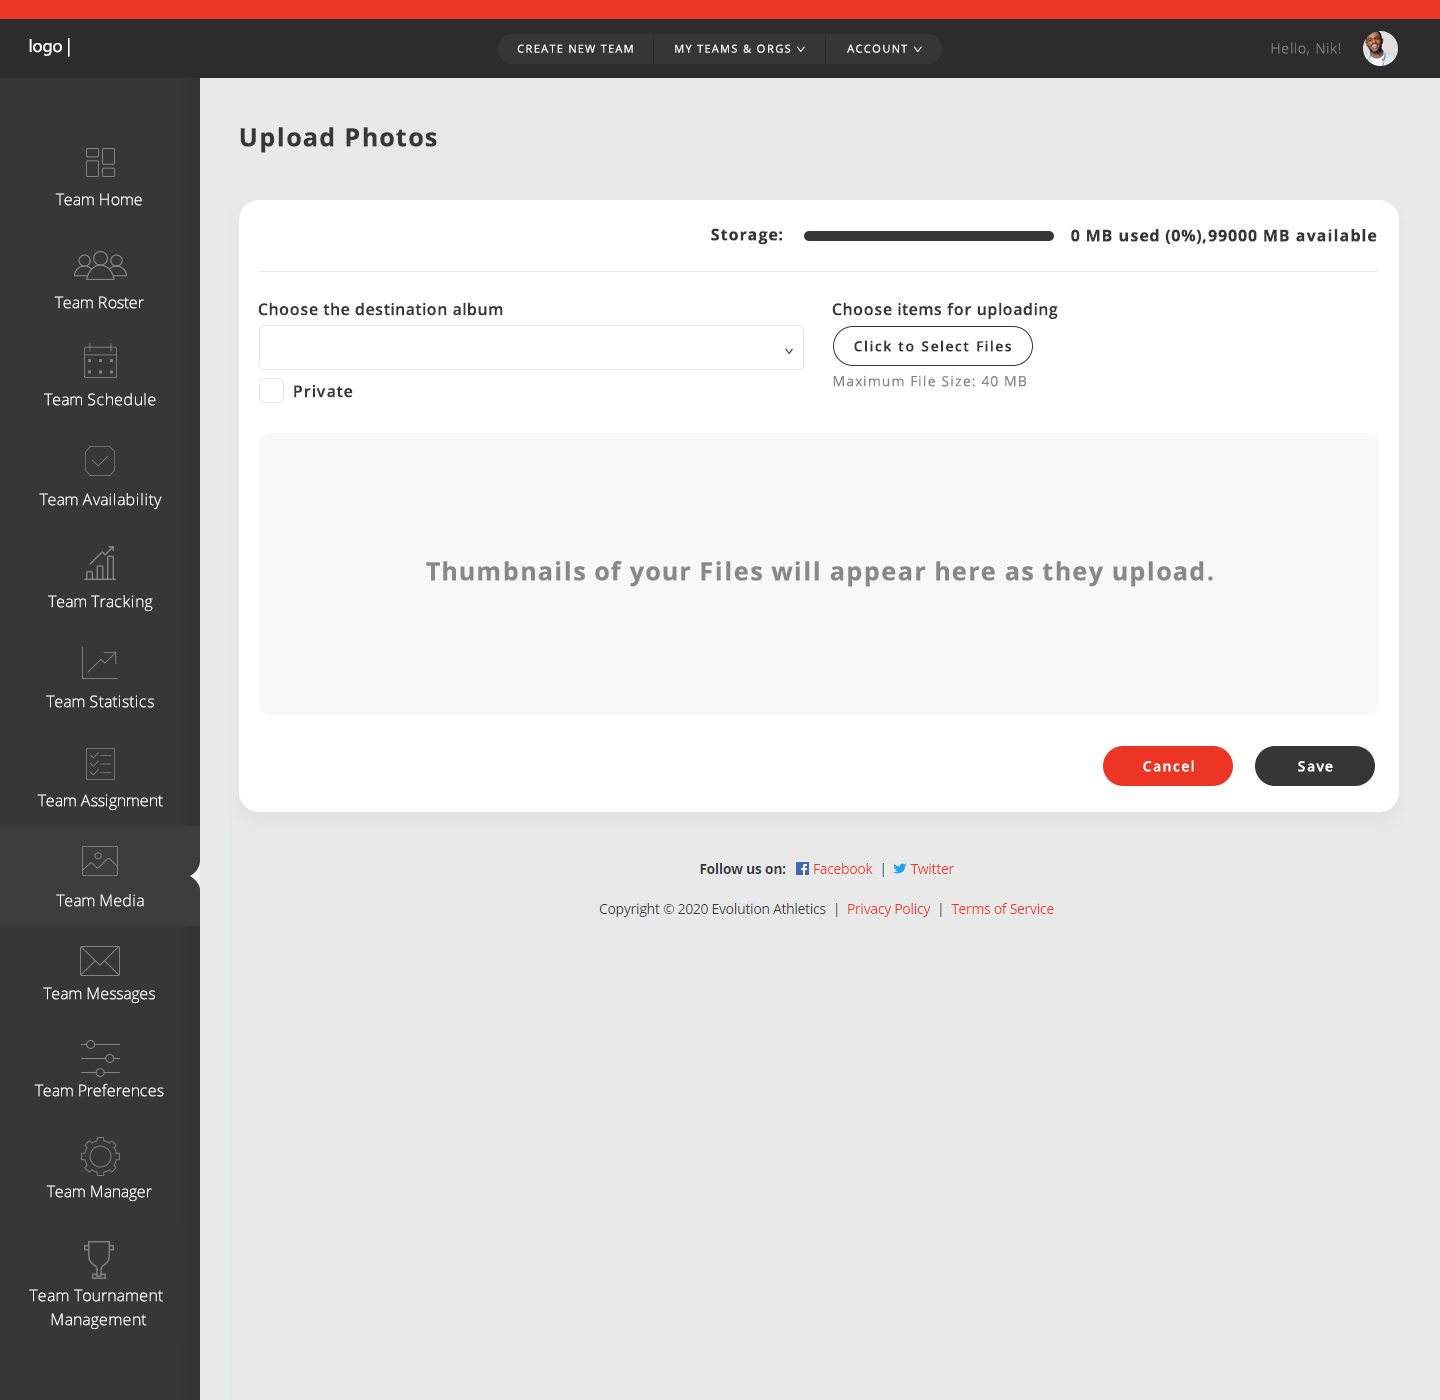 logo |
CREATE NEW TEAM
MY TEAMS & ORGS
ACCOUNT
Hello, Nik!
Team Home
Team Roster
Team Schedule
Team Availability
Team Tracking
Team Statistics
Team Assignment
Team Media
Team Messages
Team Preferences
Team Manager
Team Tournament
Management
Upload Photos
Storage:
0 MB used (0%),99000 MB available
Choose the destination album
Private
Choose items for uploading
Click to Select Files
Maximum File Size: 40 MB
Thumbnails of your Files will appear here as they upload.
Cancel
Save
Follow us on: Facebook | Twitter
Copyright © 2020 Evolution Athletics | Privacy Policy | Terms of Service